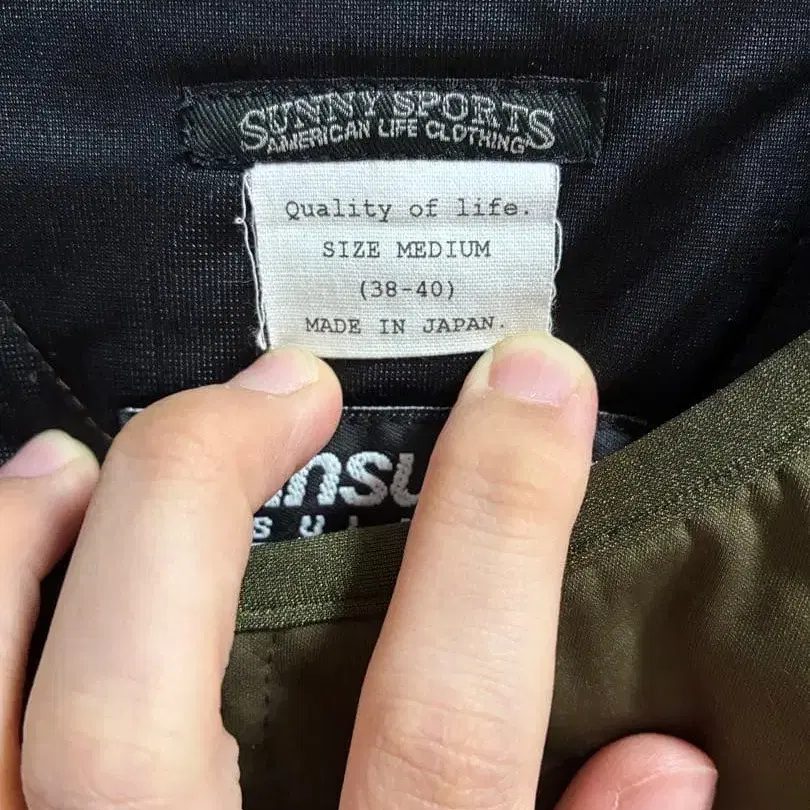 SUNNY SPORTS
AMERICAN LIFE CLOTHING
Quality of life.
SIZE MEDIUM
(38-40)
MADE IN JAPAN.